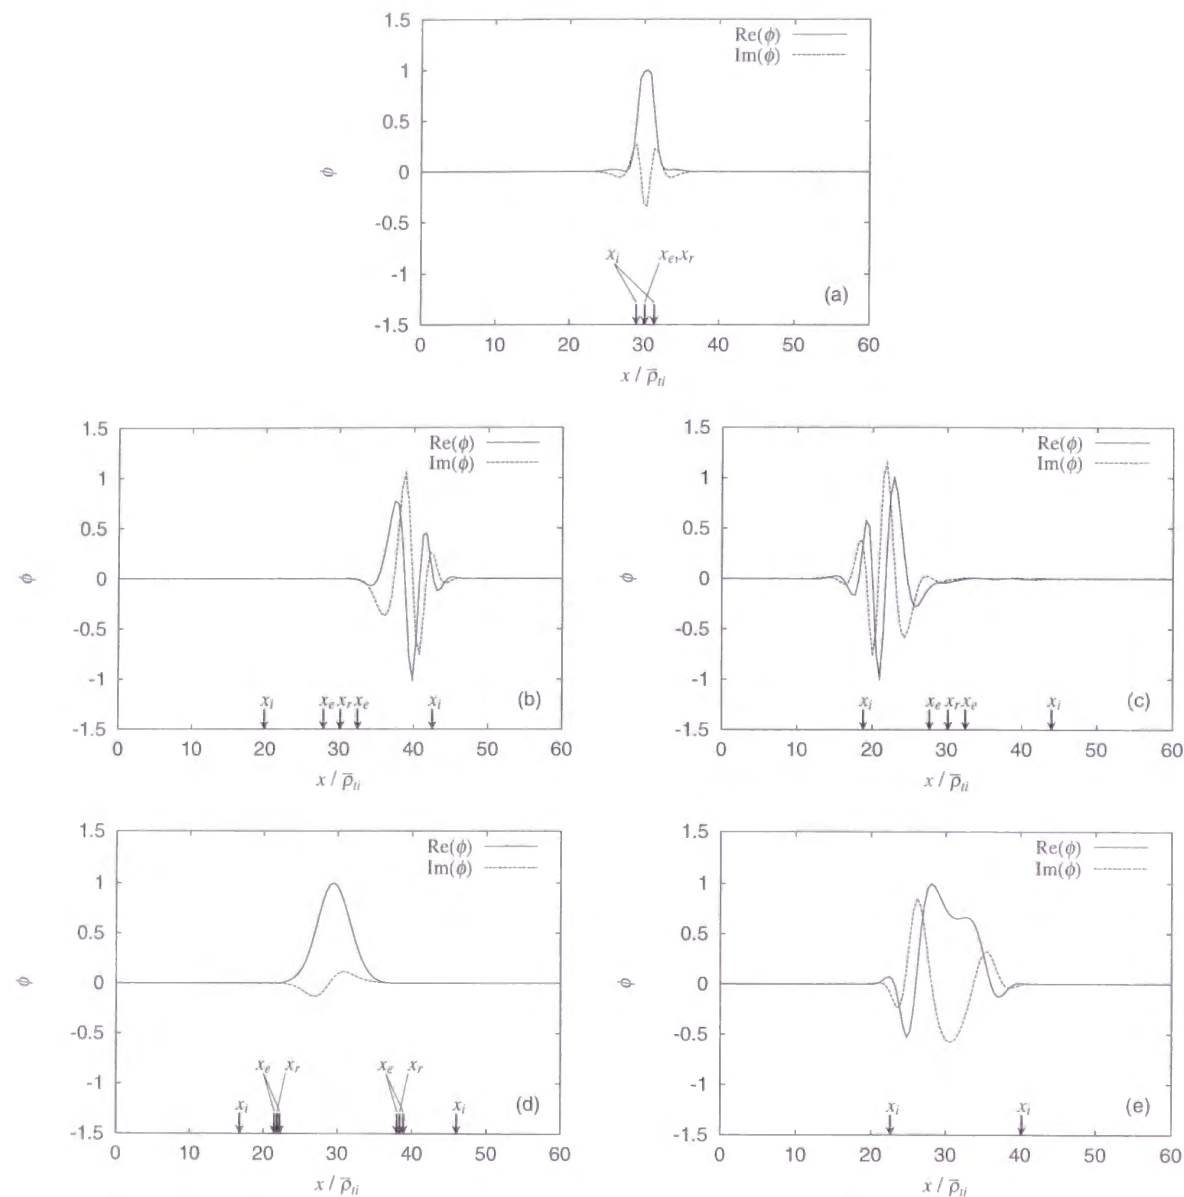 1.5
Re(ϕ)
Im(ϕ)
1
0.5
0
ϕ
-0.5
x_i x_e,x_r
-1
(a)
-1.5
0 10 20 30 40 50 60
x / ρ̄_ti
1.5
Re(ϕ)
Im(ϕ)
1
0.5
0
ϕ
-0.5
-1
x_i x_e x_r x_e x_i
(b)
-1.5
0 10 20 30 40 50 60
x / ρ̄_ti
1.5
Re(ϕ)
Im(ϕ)
1
0.5
0
ϕ
-0.5
-1
x_i x_e x_r x_e x_i
(c)
-1.5
0 10 20 30 40 50 60
x / ρ̄_ti
1.5
Re(ϕ)
Im(ϕ)
1
0.5
0
ϕ
-0.5
x_e x_r x_e x_r
-1
x_i x_i
(d)
-1.5
0 10 20 30 40 50 60
x / ρ̄_ti
1.5
Re(ϕ)
Im(ϕ)
1
0.5
0
ϕ
-0.5
-1
x_i x_i
(e)
-1.5
0 10 20 30 40 50 60
x / ρ̄_ti